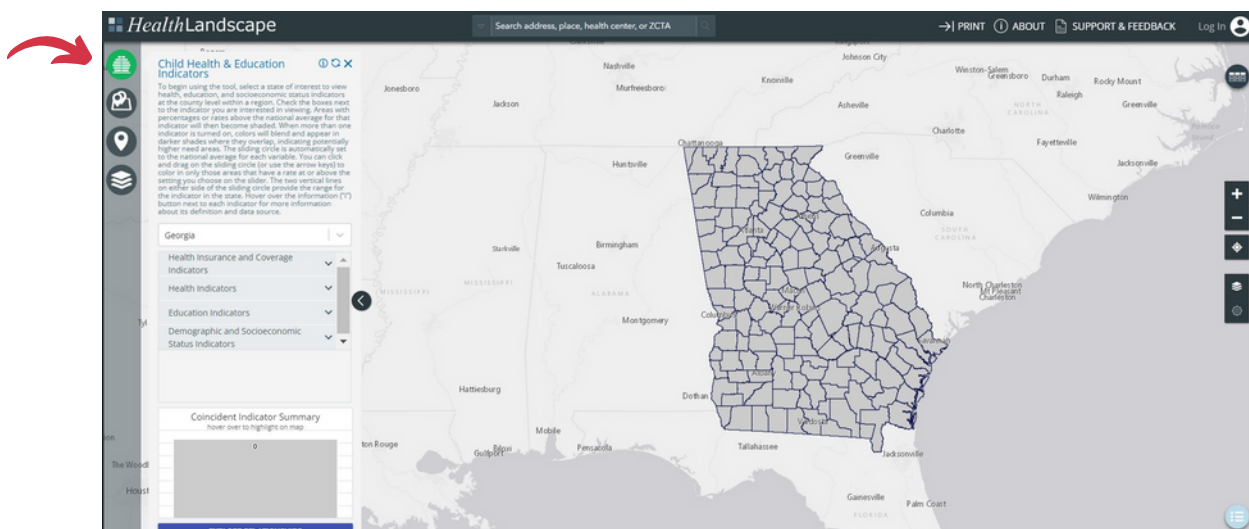 HealthLandscape
Search address, place, health center, or ZCTA
PRINT
ABOUT
SUPPORT & FEEDBACK
Log In
Child Health & Education
Indicators
To begin using the tool, select a state of interest to view
health, education, and socioeconomic status indicators
at the county level within a region. Check the boxes next
to the indicator you are interested in viewing. Areas with
percentages or rates above the national average for that
indicator will then become shaded. When more than one
indicator is turned on, colors will blend and appear in
darker shades where they overlap, indicating potentially
higher need areas. The sliding circle is automatically set
to the national average for each variable. You can click
and drag on the sliding circle (or use the arrow keys) to
color in only those areas that have a rate at or above the
setting you choose on the slider. The two vertical lines
on either side of the sliding circle provide the range for
the indicator in the state. Hover over the information ("i")
button next to each indicator for more information
about its definition and data source.
Georgia
Health Insurance and Coverage
Indicators
Health Indicators
Education Indicators
Demographic and Socioeconomic
Status Indicators
Coincident Indicator Summary
hover over to highlight on map
0
Johnson City
Nashville
Knoxville
Winston-Salem
Greensboro
Durham
Rocky Mount
Jonesboro
Murfreesboro
Raleigh
Jackson
Asheville
NORTH
CAROLINA
Greenville
Charlotte
Pamlico
Sound
Chattanooga
Fayetteville
Huntsville
Greenville
Jacksonville
Wilmington
Columbia
Athens
Atlanta
SOUTH
CAROLINA
Starkville
Birmingham
Augusta
Tuscaloosa
MISSISSIPPI
ALABAMA
Macon
North Charleston
Mt Pleasant
Charleston
Warner Robins
Tyl
Montgomery
Columbus
Savannah
Albany
Hattiesburg
Dothan
Valdosta
Mobile
ton Rouge
Biloxi
Gulfport
Pensacola
Tallahassee
Jacksonville
The Woodl
Houst
Gainesville
Palm Coast
FLORIDA